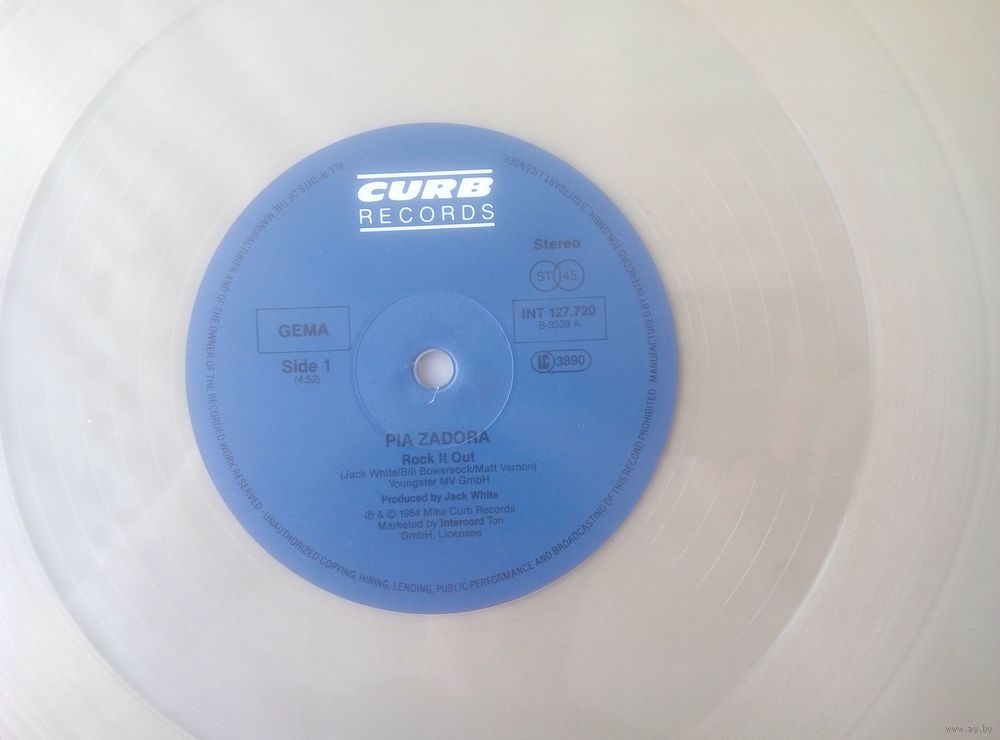 CURB
RECORDS
Stereo
ST 45
INT 127.720
B-3539 A
LC 3890
GEMA
Side 1
(4:52)
PIA ZADORA
Rock It Out
(Jack White/Bill Bowersock/Matt Vernon)
Youngster MV GmbH
Produced by Jack White
℗ & © 1984 Mike Curb Records
Marketed by Intercord Ton
GmbH, Licensee
ALL RIGHTS OF THE MANUFACTURER AND OF THE OWNER OF THE RECORDED WORK RESERVED · UNAUTHORIZED COPYING, HIRING, LENDING, PUBLIC PERFORMANCE AND BROADCASTING OF THIS RECORD PROHIBITED MANUFACTURED BY INTERCORD TON GMBH, STUTTGART, LICENSEE
www.ay.by